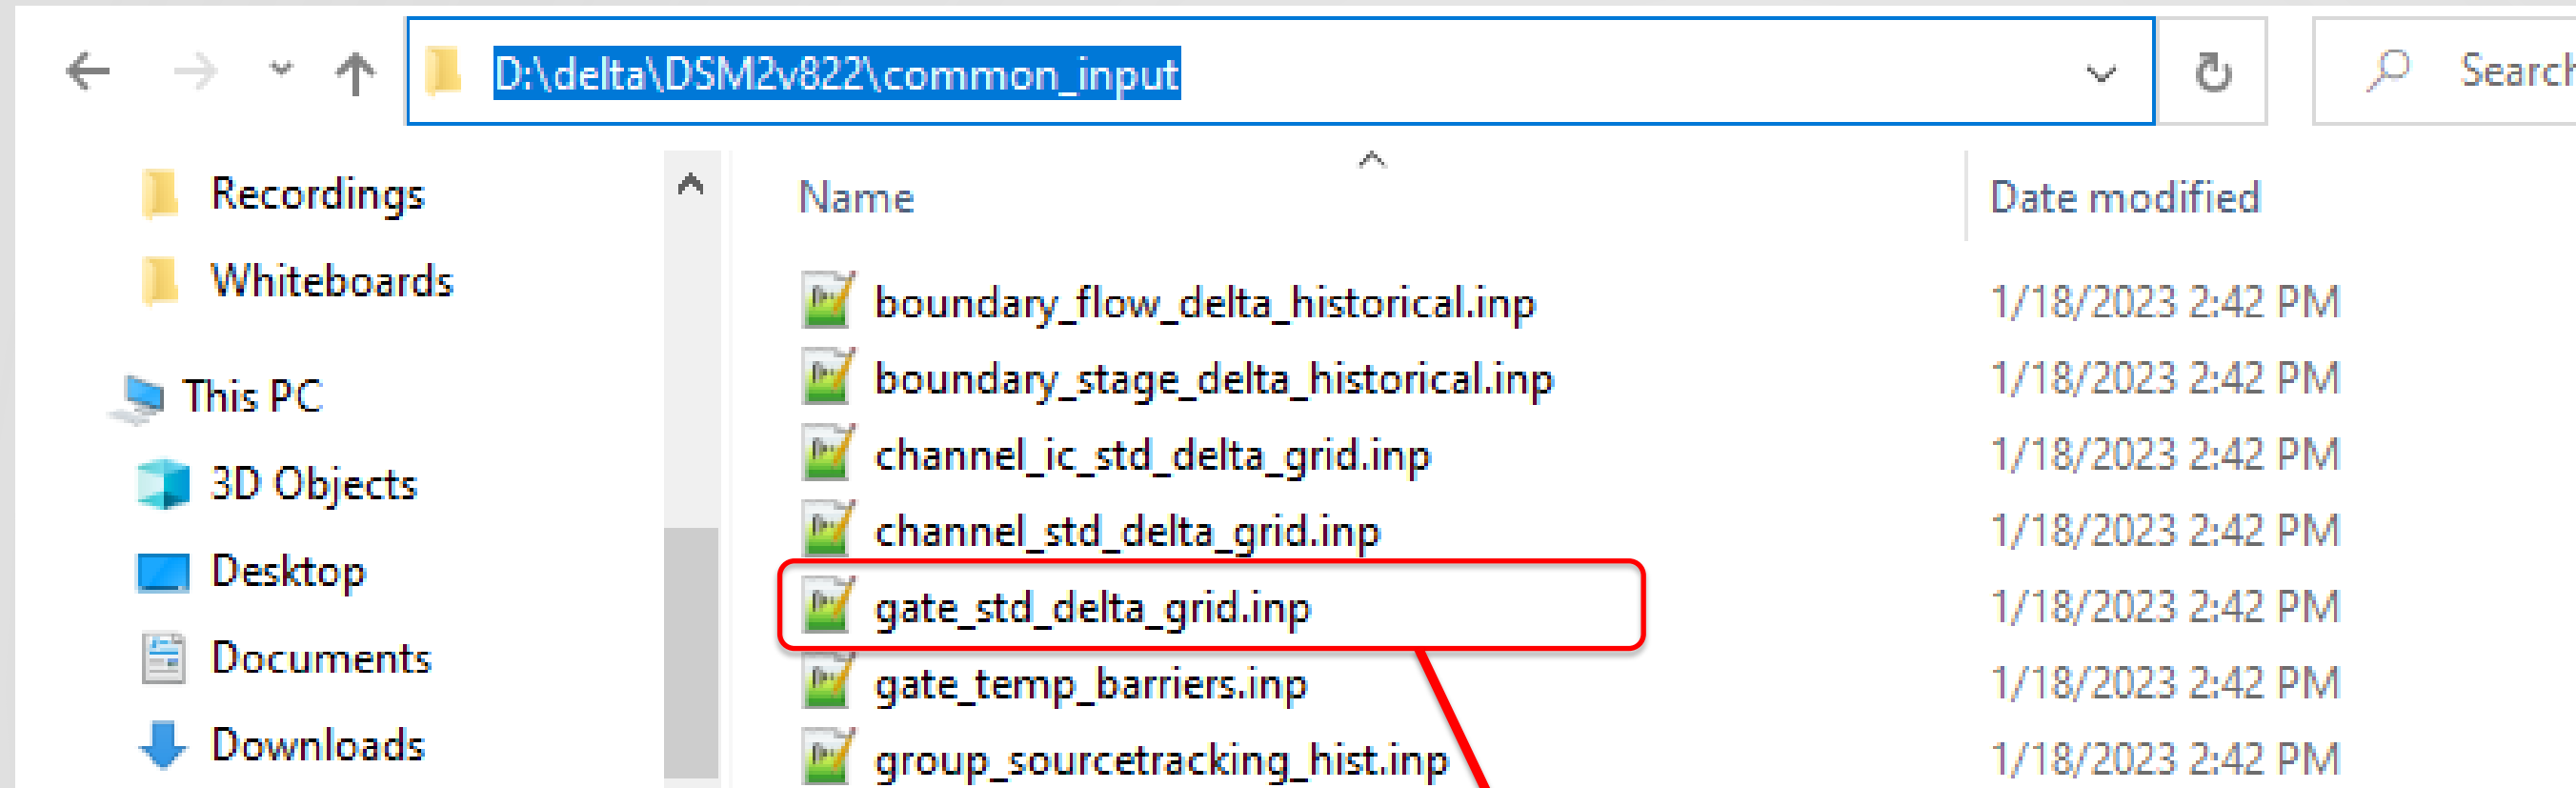 D:\delta\DSM2v822\common_input
Search
Recordings
Whiteboards
This PC
3D Objects
Desktop
Documents
Downloads
Name Date modified
boundary_flow_delta_historical.inp 1/18/2023 2:42 PM
boundary_stage_delta_historical.inp 1/18/2023 2:42 PM
channel_ic_std_delta_grid.inp 1/18/2023 2:42 PM
channel_std_delta_grid.inp 1/18/2023 2:42 PM
gate_std_delta_grid.inp 1/18/2023 2:42 PM
gate_temp_barriers.inp 1/18/2023 2:42 PM
group_sourcetracking_hist.inp 1/18/2023 2:42 PM